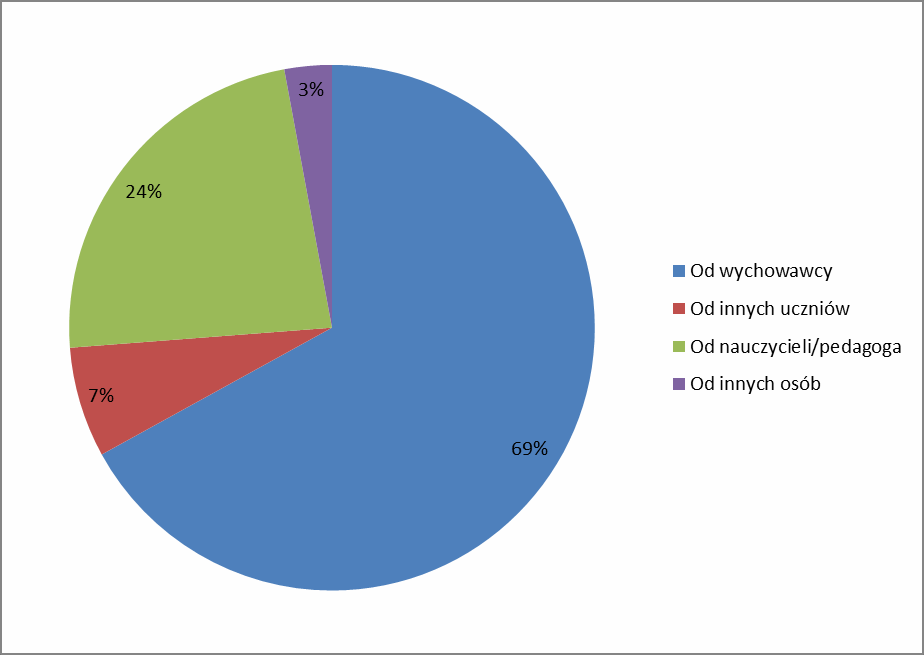 3%
24%
7%
69%
Od wychowawcy
Od innych uczniów
Od nauczycieli/pedagoga
Od innych osób